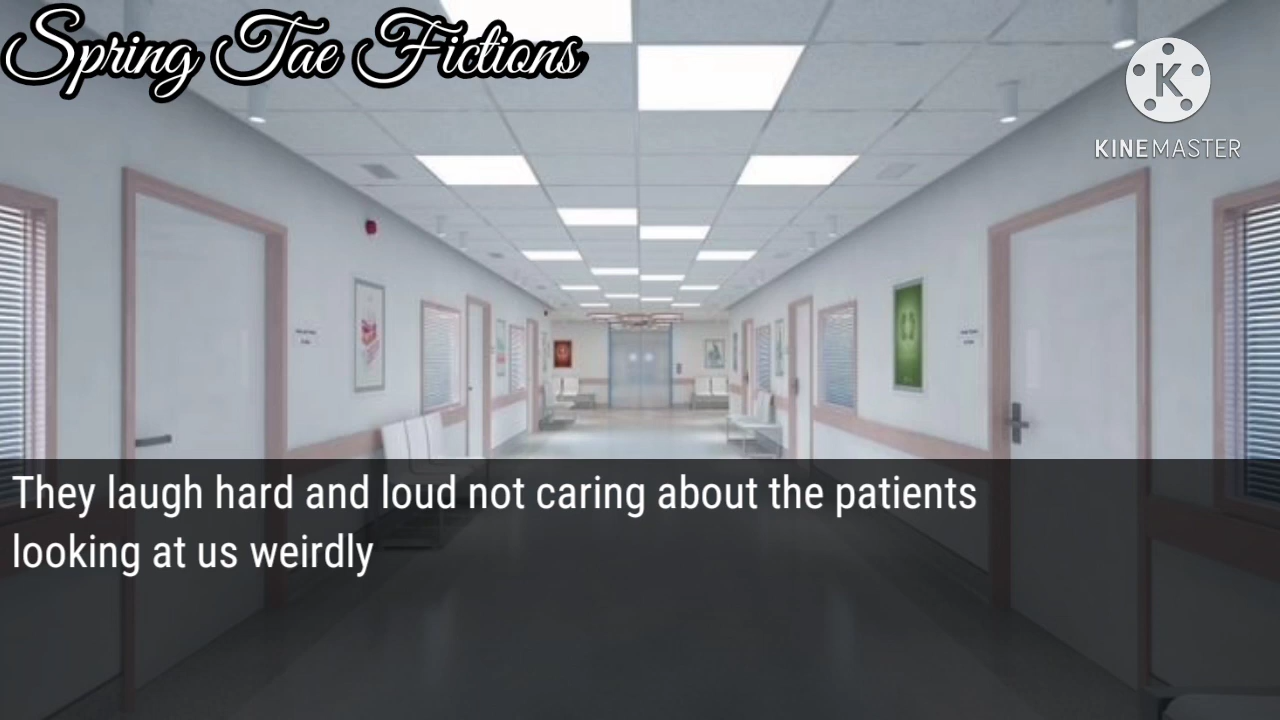 Spring Tae Fictions
K
KINEMASTER
They laugh hard and loud not caring about the patients
looking at us weirdly